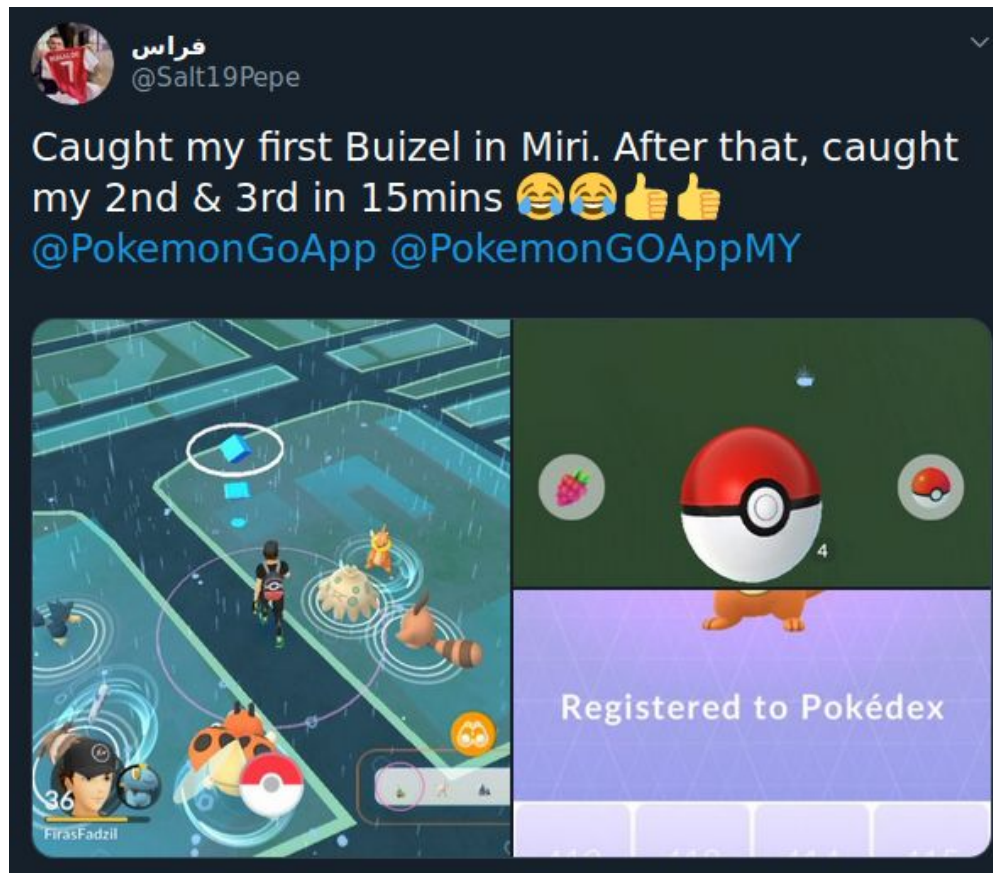 فراس
@Salt19Pepe
Caught my first Buizel in Miri. After that, caught
my 2nd & 3rd in 15mins 😂😂👍👍
@PokemonGoApp @PokemonGOAppMY
4
Registered to Pokédex
36
FirasFadzil